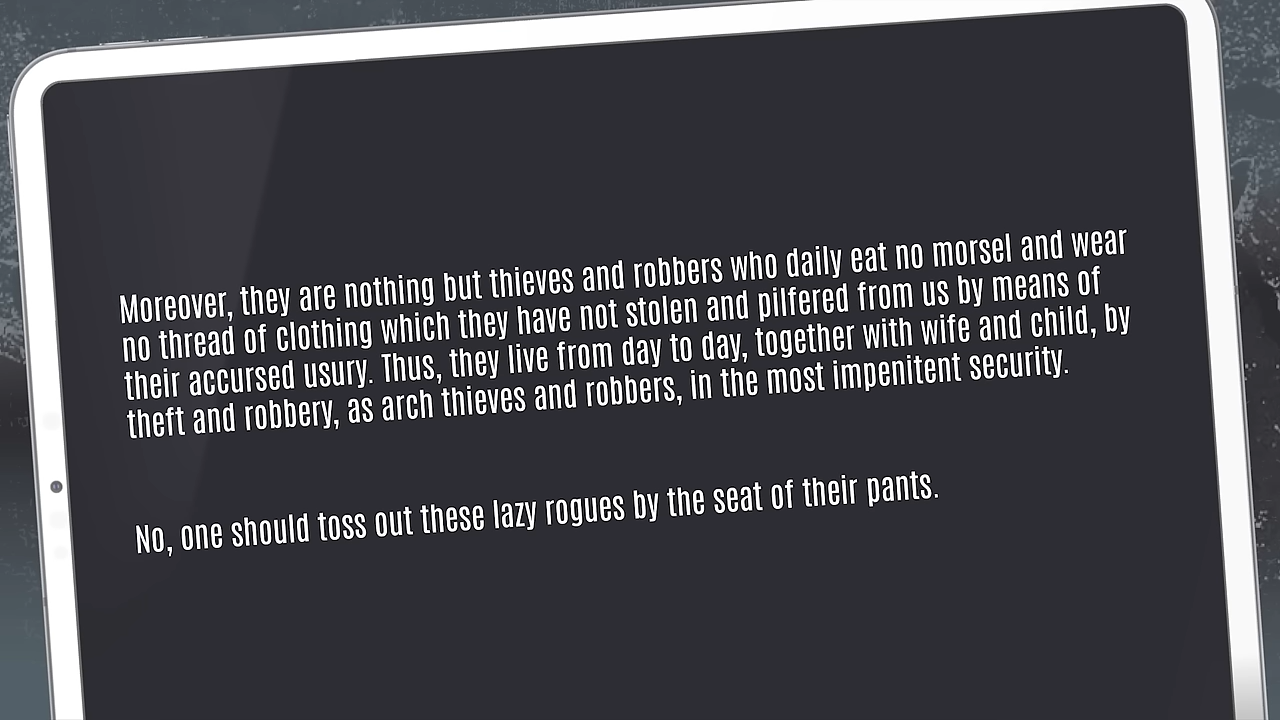 Moreover, they are nothing but thieves and robbers who daily eat no morsel and wear
no thread of clothing which they have not stolen and pilfered from us by means of
their accursed usury. Thus, they live from day to day, together with wife and child, by
theft and robbery, as arch thieves and robbers, in the most impenitent security.
No, one should toss out these lazy rogues by the seat of their pants.